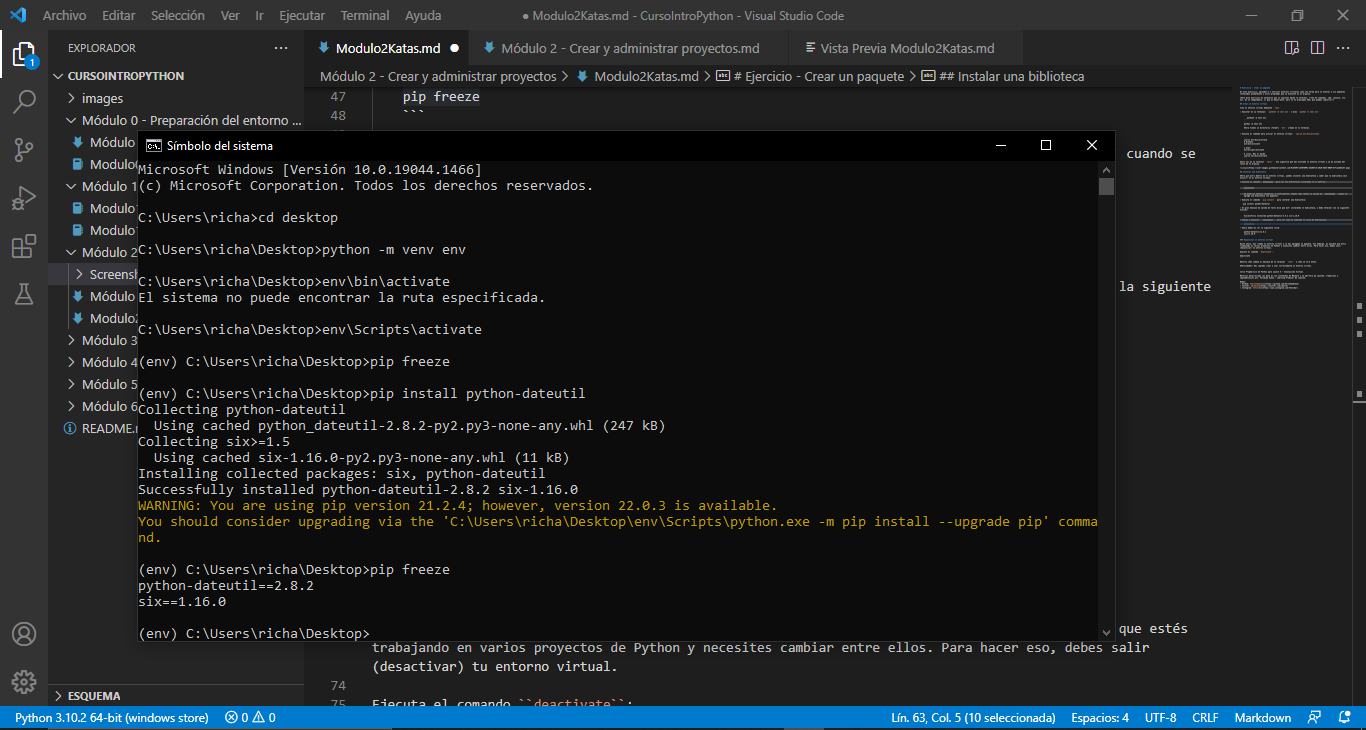 Archivo Editar Selección Ver Ir Ejecutar Terminal Ayuda
● Modulo2Katas.md - CursoIntroPython - Visual Studio Code
EXPLORADOR
Modulo2Katas.md
Módulo 2 - Crear y administrar proyectos.md
Vista Previa Modulo2Katas.md
Módulo 2 - Crear y administrar proyectos > Modulo2Katas.md > # Ejercicio - Crear un paquete > ## Instalar una biblioteca
1
CURSOINTROPYTHON
images
Módulo 0 - Preparación del entorno ...
Módulo
Modulo
Módulo 1
Modulo
Modulo
Módulo 2
Screensh
Módulo
Modulo2
Módulo 3
Módulo 4
Módulo 5
Módulo 6
README.
ESQUEMA
47 pip freeze
48 ```
cuando se
la siguiente
Símbolo del sistema
Microsoft Windows [Versión 10.0.19044.1466]
(c) Microsoft Corporation. Todos los derechos reservados.
C:\Users\richa>cd desktop
C:\Users\richa\Desktop>python -m venv env
C:\Users\richa\Desktop>env\bin\activate
El sistema no puede encontrar la ruta especificada.
C:\Users\richa\Desktop>env\Scripts\activate
(env) C:\Users\richa\Desktop>pip freeze
(env) C:\Users\richa\Desktop>pip install python-dateutil
Collecting python-dateutil
Using cached python_dateutil-2.8.2-py2.py3-none-any.whl (247 kB)
Collecting six>=1.5
Using cached six-1.16.0-py2.py3-none-any.whl (11 kB)
Installing collected packages: six, python-dateutil
Successfully installed python-dateutil-2.8.2 six-1.16.0
WARNING: You are using pip version 21.2.4; however, version 22.0.3 is available.
You should consider upgrading via the 'C:\Users\richa\Desktop\env\Scripts\python.exe -m pip install --upgrade pip' comma
nd.
(env) C:\Users\richa\Desktop>pip freeze
python-dateutil==2.8.2
six==1.16.0
(env) C:\Users\richa\Desktop>
que estés
trabajando en varios proyectos de Python y necesites cambiar entre ellos. Para hacer eso, debes salir
(desactivar) tu entorno virtual.
74
75 Ejecuta el comando ``deactivate``:
Python 3.10.2 64-bit (windows store) 0 0
Lín. 63, Col. 5 (10 seleccionada) Espacios: 4 UTF-8 CRLF Markdown